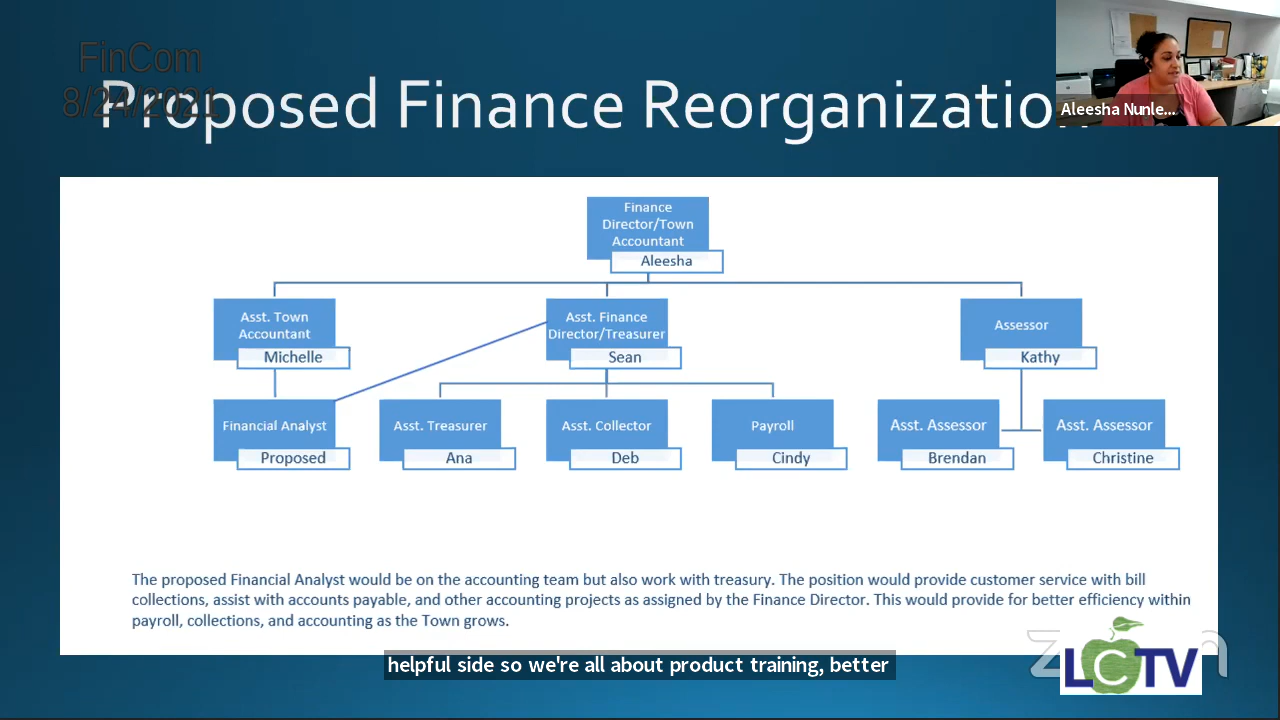 FinCom
8/24/2021
Proposed Finance Reorganization
Aleesha Nunle...
Finance
Director/Town
Accountant
Aleesha
Asst. Town
Accountant
Michelle
Asst. Finance
Director/Treasurer
Sean
Assessor
Kathy
Financial Analyst
Proposed
Asst. Treasurer
Ana
Asst. Collector
Deb
Payroll
Cindy
Asst. Assessor
Brendan
Asst. Assessor
Christine
The proposed Financial Analyst would be on the accounting team but also work with treasury. The position would provide customer service with bill
collections, assist with accounts payable, and other accounting projects as assigned by the Finance Director. This would provide for better efficiency within
payroll, collections, and accounting as the Town grows.
helpful side so we're all about product training, better
LCTV